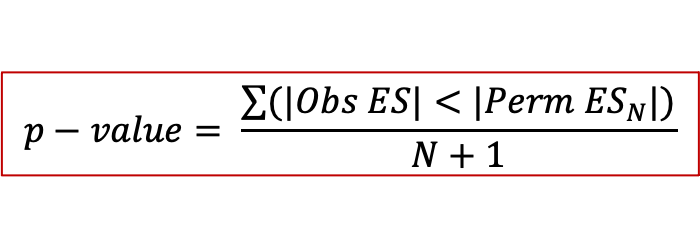 p − value = ∑(|Obs ES| < |Perm ES_N|) / N + 1